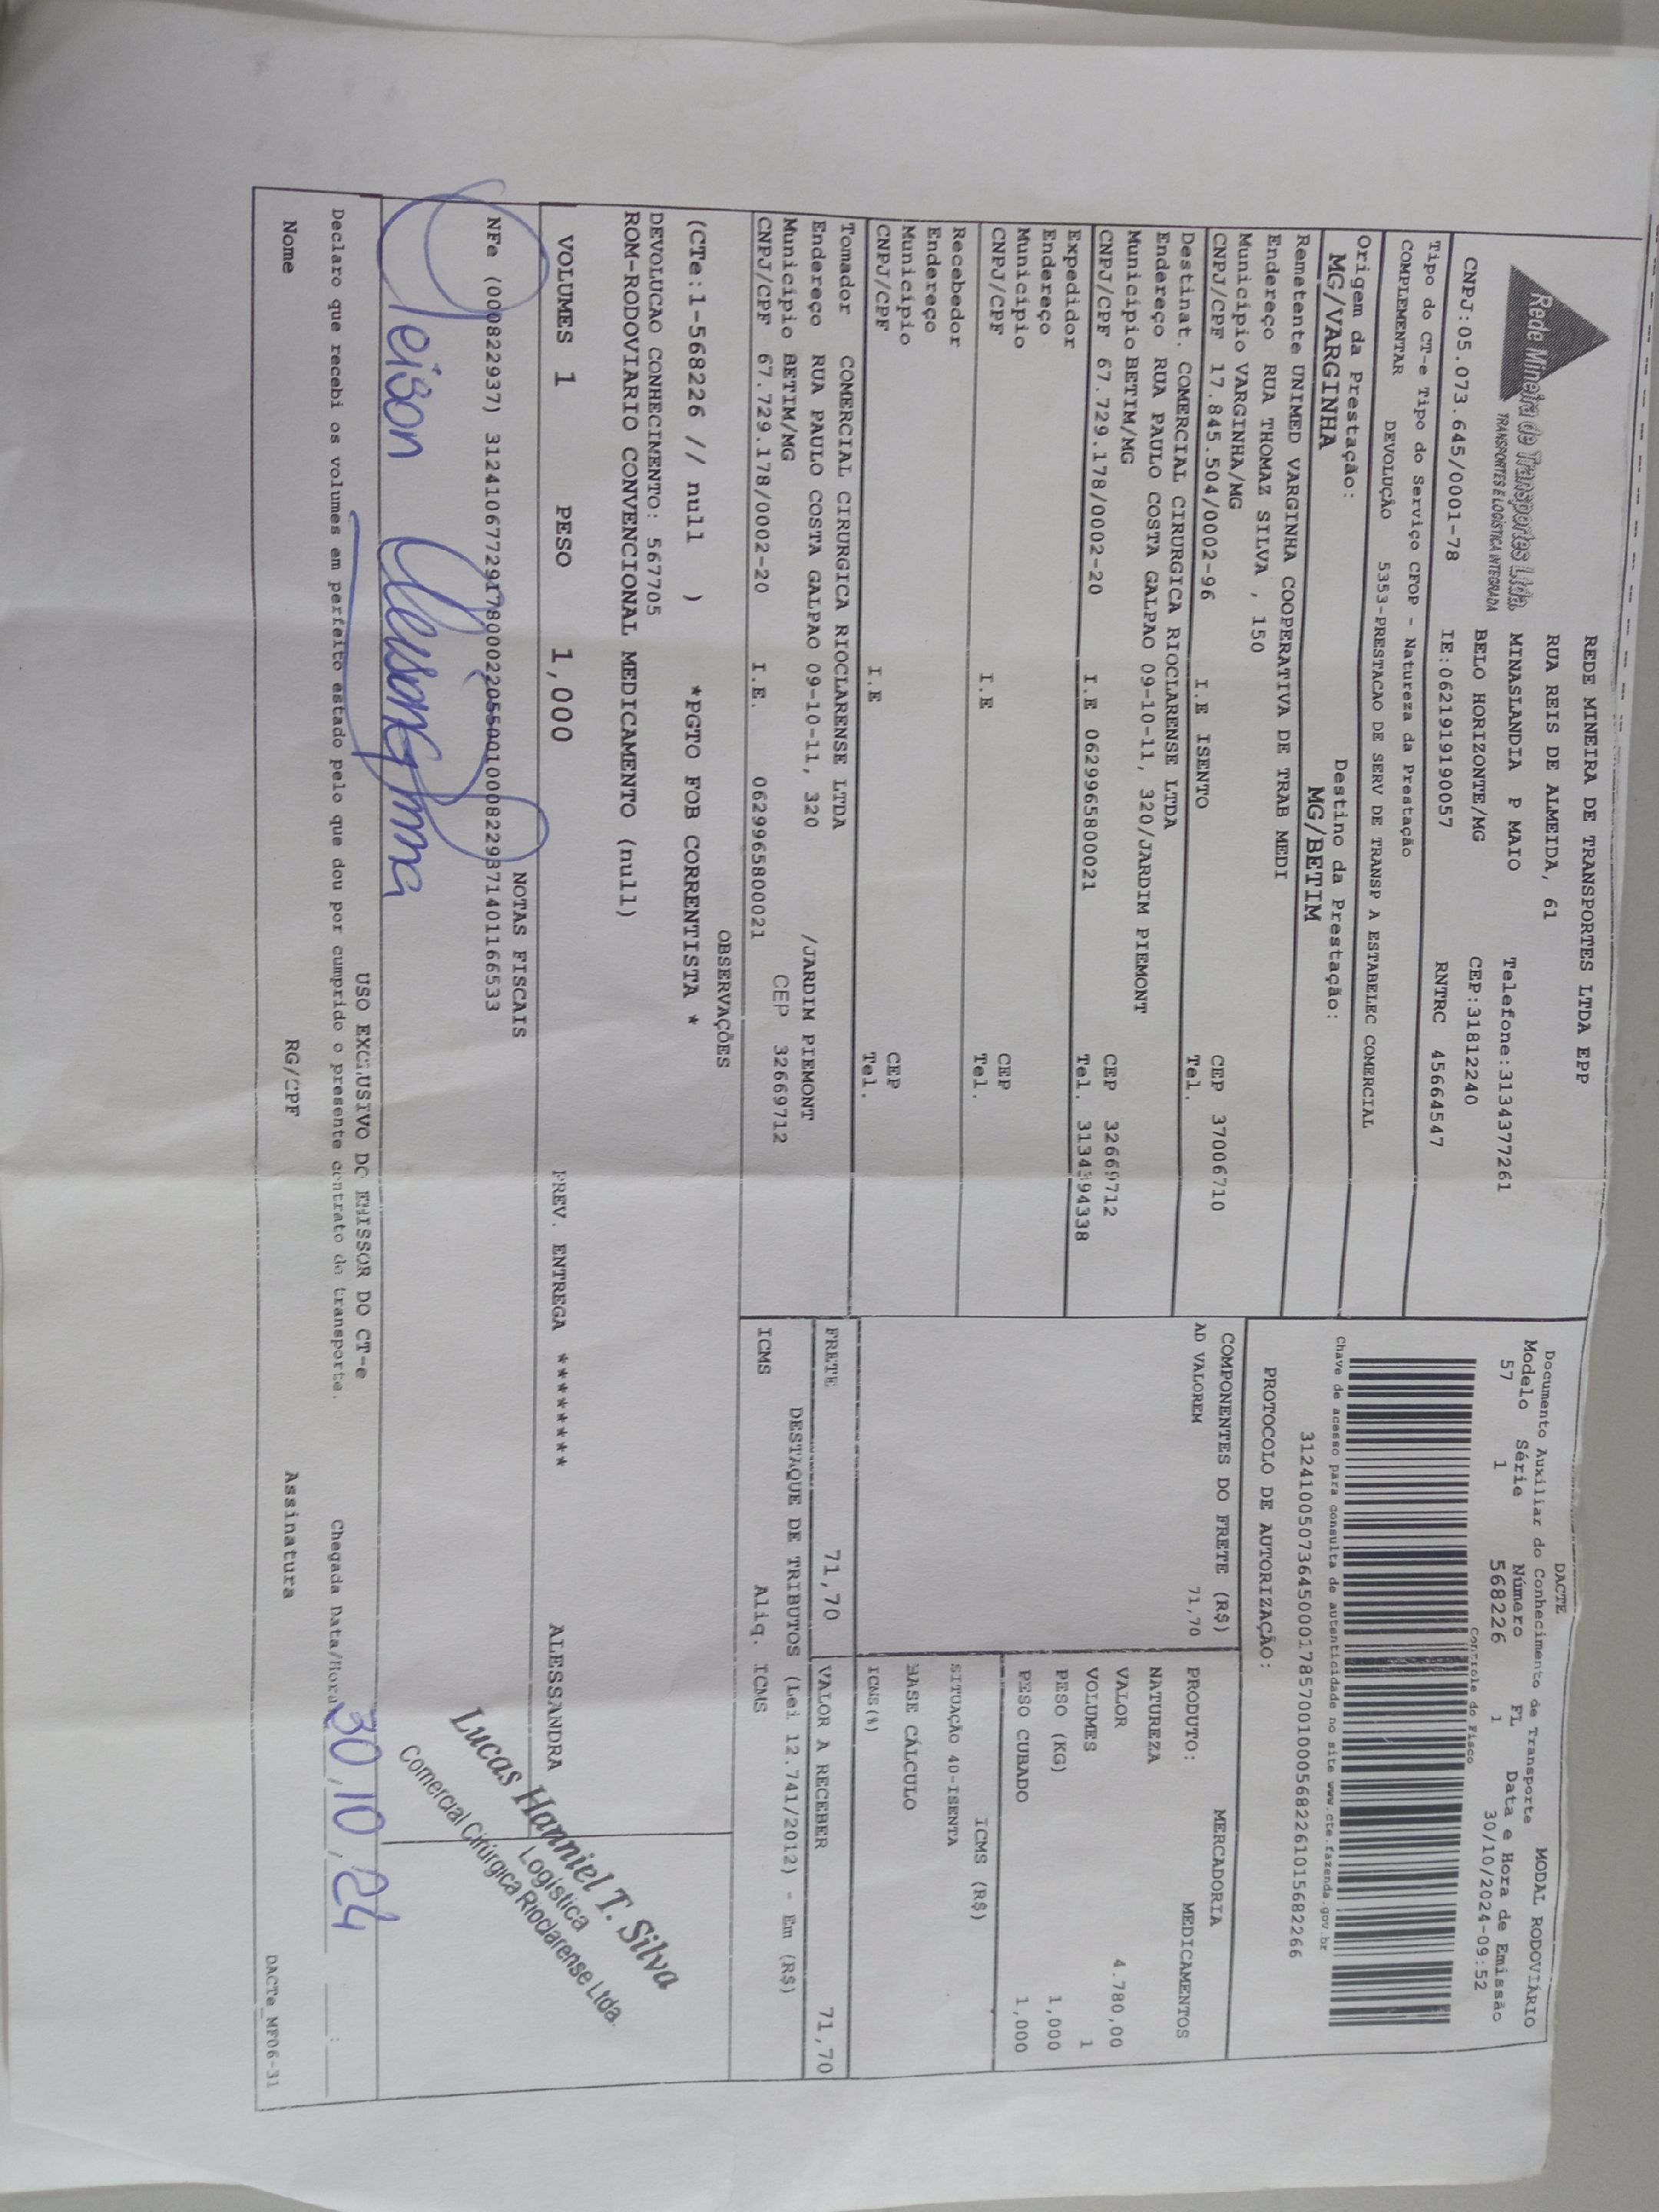 Rede Mineira de Transportes Ltda.
TRANSPORTES E LOGÍSTICA INTEGRADA
REDE MINEIRA DE TRANSPORTES LTDA EPP
RUA REIS DE ALMEIDA, 61
MINASLANDIA P MAIO Telefone:3134377261
BELO HORIZONTE/MG CEP:31812240
CNPJ:05.073.645/0001-78 IE:0621919190057 RNTRC 45664547
Tipo do CT-e Tipo do Serviço CFOP - Natureza da Prestação
COMPLEMENTAR DEVOLUÇÃO 5353-PRESTACAO DE SERV DE TRANSP A ESTABELEC COMERCIAL
Origem da Prestação: Destino da Prestação:
MG/VARGINHA MG/BETIM
Remetente UNIMED VARGINHA COOPERATIVA DE TRAB MEDI
Endereço RUA THOMAZ SILVA , 150
Município VARGINHA/MG CEP 37006710
CNPJ/CPF 17.845.504/0002-96 I.E ISENTO Tel.
Destinat. COMERCIAL CIRURGICA RIOCLARENSE LTDA
Endereço RUA PAULO COSTA GALPAO 09-10-11, 320/JARDIM PIEMONT
Município BETIM/MG CEP 32669712
CNPJ/CPF 67.729.178/0002-20 I.E 0629965800021 Tel. 3134394338
Expedidor
Endereço
Município CEP
CNPJ/CPF I.E Tel.
Recebedor
Endereço
Município CEP
CNPJ/CPF I.E Tel.
Tomador COMERCIAL CIRURGICA RIOCLARENSE LTDA
Endereço RUA PAULO COSTA GALPAO 09-10-11, 320 /JARDIM PIEMONT
Município BETIM/MG CEP 32669712
CNPJ/CPF 67.729.178/0002-20 I.E. 0629965800021
DACTE MODAL RODOVIÁRIO
Documento Auxiliar do Conhecimento de Transporte
Modelo Série Número FL Data e Hora de Emissão
57 1 568226 1 30/10/2024-09:52
Controle do Fisco
Chave de acesso para consulta de autenticidade no site www.cte.fazenda.gov.br
31241005073645000178570010005682261015682266
PROTOCOLO DE AUTORIZAÇÃO:
COMPONENTES DO FRETE (R$)
AD VALOREM 71,70
MERCADORIA
PRODUTO: MEDICAMENTOS
NATUREZA
VALOR 4.780,00
VOLUMES 1
PESO (KG) 1,000
PESO CUBADO 1,000
ICMS (R$)
SITUAÇÃO 40-ISENTA
BASE CÁLCULO
ICMS(%)
FRETE 71,70 VALOR A RECEBER 71,70
DESTAQUE DE TRIBUTOS (Lei 12.741/2012) - Em (R$)
ICMS Aliq. ICMS
OBSERVAÇÕES
(CTe:1-568226 // null ) *PGTO FOB CORRENTISTA *
DEVOLUCAO CONHECIMENTO: 567705
ROM-RODOVIARIO CONVENCIONAL MEDICAMENTO (null)
VOLUMES 1 PESO 1,000 PREV. ENTREGA ******** ALESSANDRA
NOTAS FISCAIS
NFe (000822937) 31241067729178000220550010008229371401166533
Lucas Hanniel T. Silva
Logística
Comercial Cirúrgica Rioclarense Ltda.
USO EXCLUSIVO DO EMISSOR DO CT-e
Declaro que recebi os volumes em perfeito estado pelo que dou por cumprido o presente contrato de transporte. Chegada Data/Hora 30/10/24 :
Nome RG/CPF Assinatura
DACTe_MF06-31